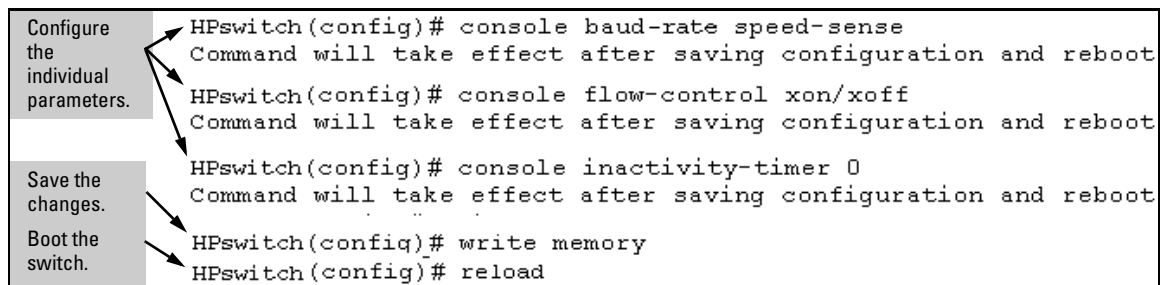 Configure
the
individual
parameters.
HPswitch(config)# console baud-rate speed-sense
Command will take effect after saving configuration and reboot
HPswitch(config)# console flow-control xon/xoff
Command will take effect after saving configuration and reboot
HPswitch(config)# console inactivity-timer 0
Command will take effect after saving configuration and reboot
Save the
changes.
HPswitch(config)# write memory
Boot the
switch.
HPswitch(config)# reload